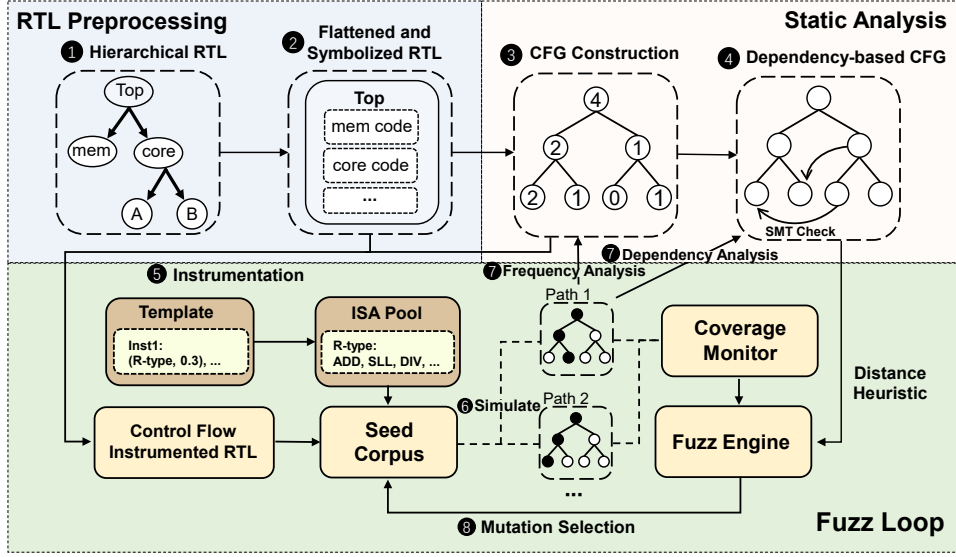 RTL Preprocessing
Static Analysis
1 Hierarchical RTL
2 Flattened and
Symbolized RTL
3 CFG Construction
4 Dependency-based CFG
Top
mem
core
A
B
Top
mem code
core code
...
4
2
1
2
1
0
1
SMT Check
5 Instrumentation
7 Frequency Analysis
7 Dependency Analysis
Template
Inst1:
(R-type, 0.3), ...
ISA Pool
R-type:
ADD, SLL, DIV, ...
Path 1
Coverage
Monitor
Distance
Heuristic
Control Flow
Instrumented RTL
Seed
Corpus
6 Simulate
Path 2
...
Fuzz Engine
8 Mutation Selection
Fuzz Loop